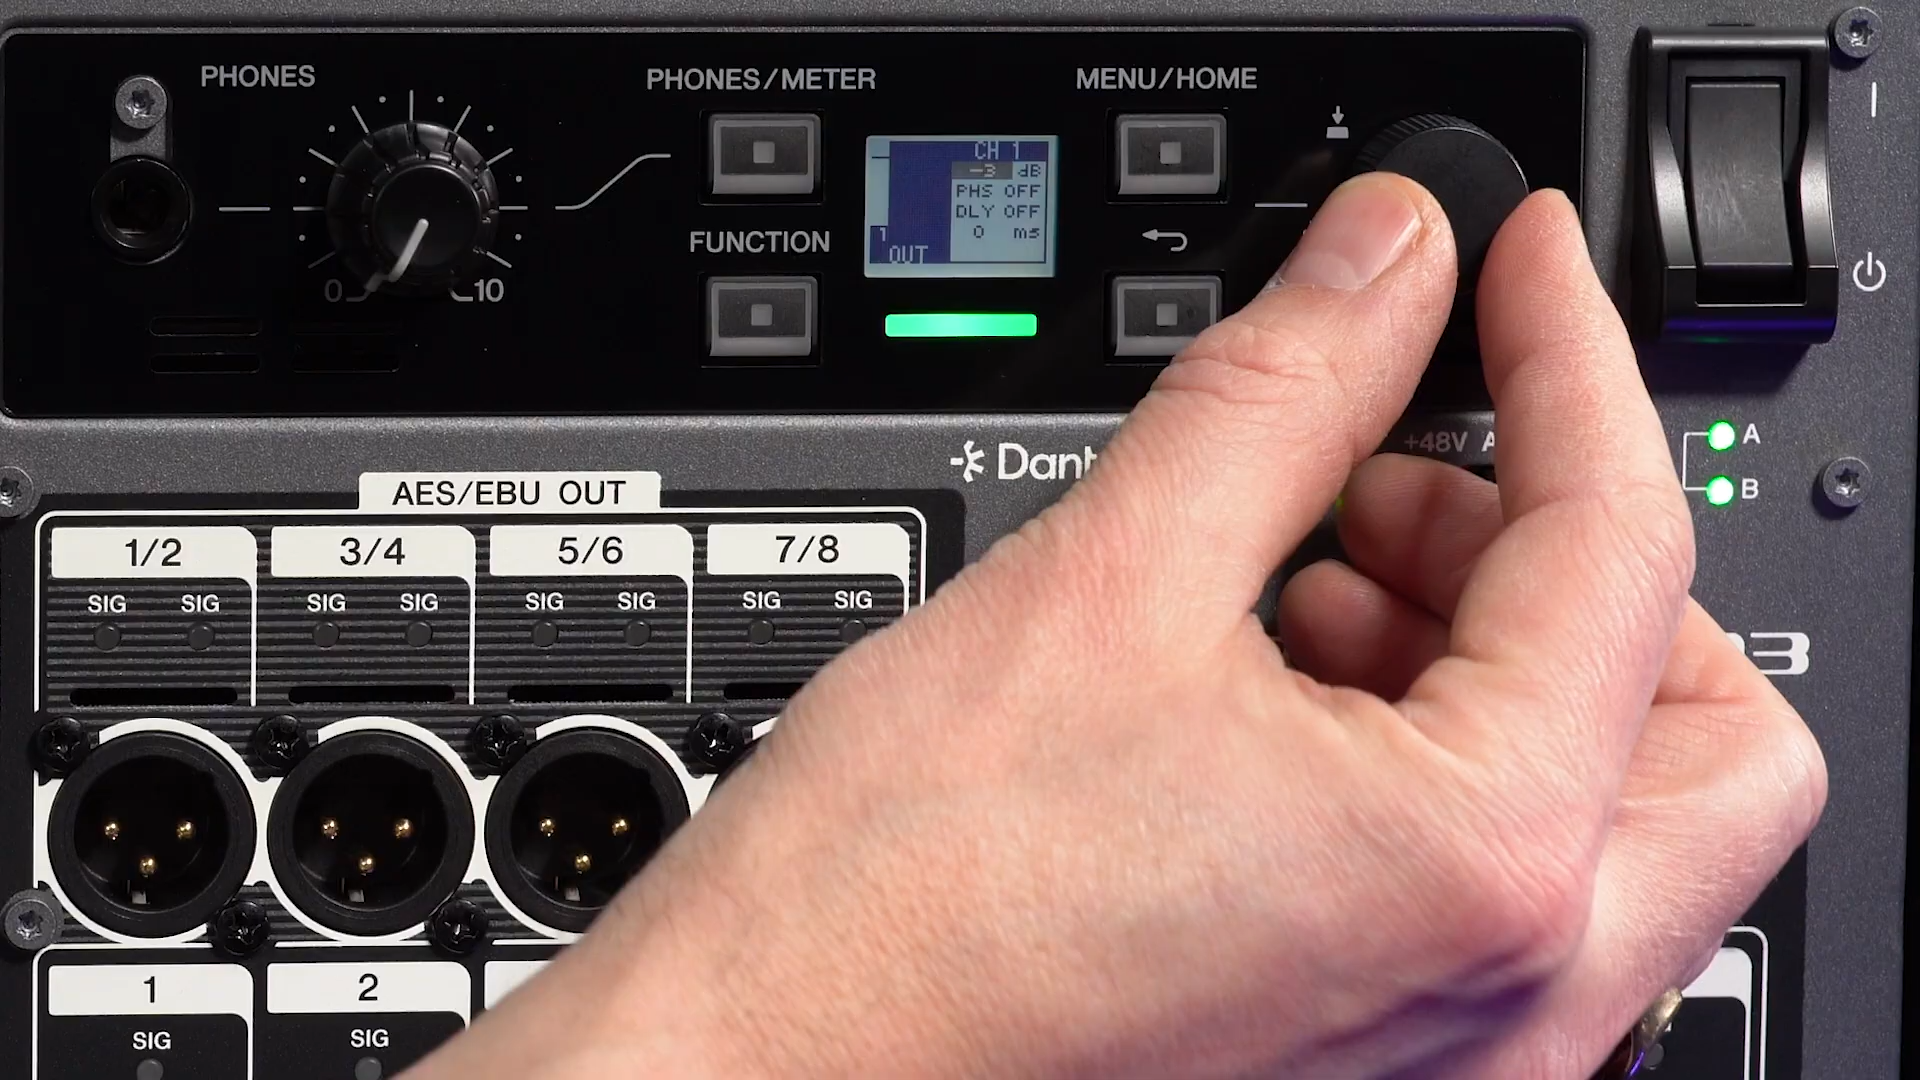 PHONES
0
10
PHONES/METER
FUNCTION
CH 1
-3 dB
PHS OFF
DLY OFF
0 ms
1
OUT
MENU/HOME
+48V
A
B
AES/EBU OUT
1/2
3/4
5/6
7/8
SIG SIG
SIG SIG
SIG SIG
SIG SIG
1
2
SIG
SIG